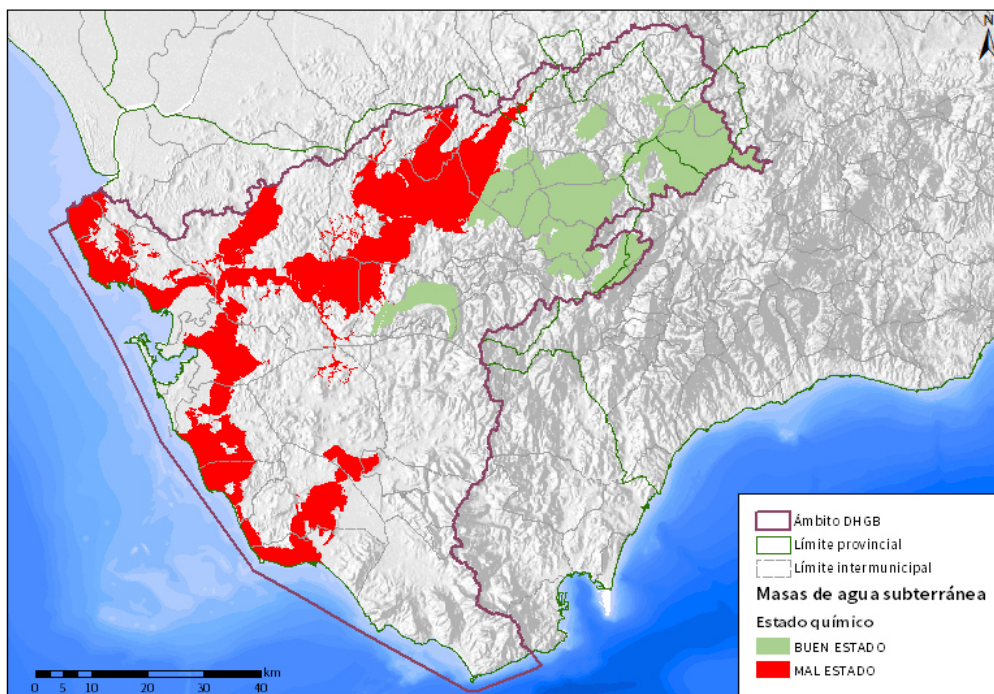 N
Ámbito DHGB
Límite provincial
Límite intermunicipal
Masas de agua subterránea
Estado químico
BUEN ESTADO
MAL ESTADO
km
0 5 10 20 30 40